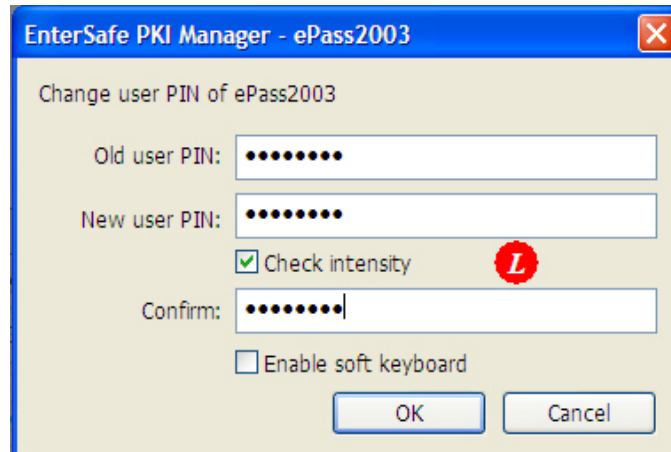 EnterSafe PKI Manager - ePass2003
Change user PIN of ePass2003
Old user PIN: ••••••••
New user PIN: ••••••••
Check intensity L
Confirm: ••••••••
Enable soft keyboard
OK Cancel